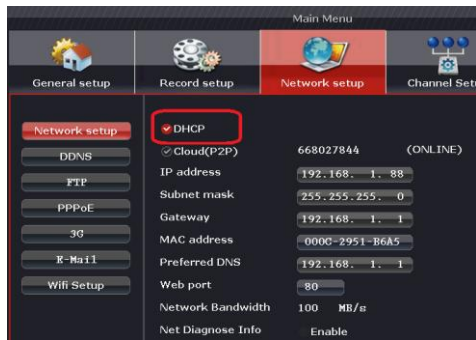 Main Menu
General setup Record setup Network setup Channel Set
Network setup
DDNS
FTP
PPPoE
3G
E-Mail
Wifi Setup
DHCP
Cloud(P2P) 668027844 (ONLINE)
IP address 192.168. 1. 88
Subnet mask 255.255.255. 0
Gateway 192.168. 1. 1
MAC address 000C-2951-B6A5
Preferred DNS 192.168. 1. 1
Web port 80
Network Bandwidth 100 MB/s
Net Diagnose Info Enable